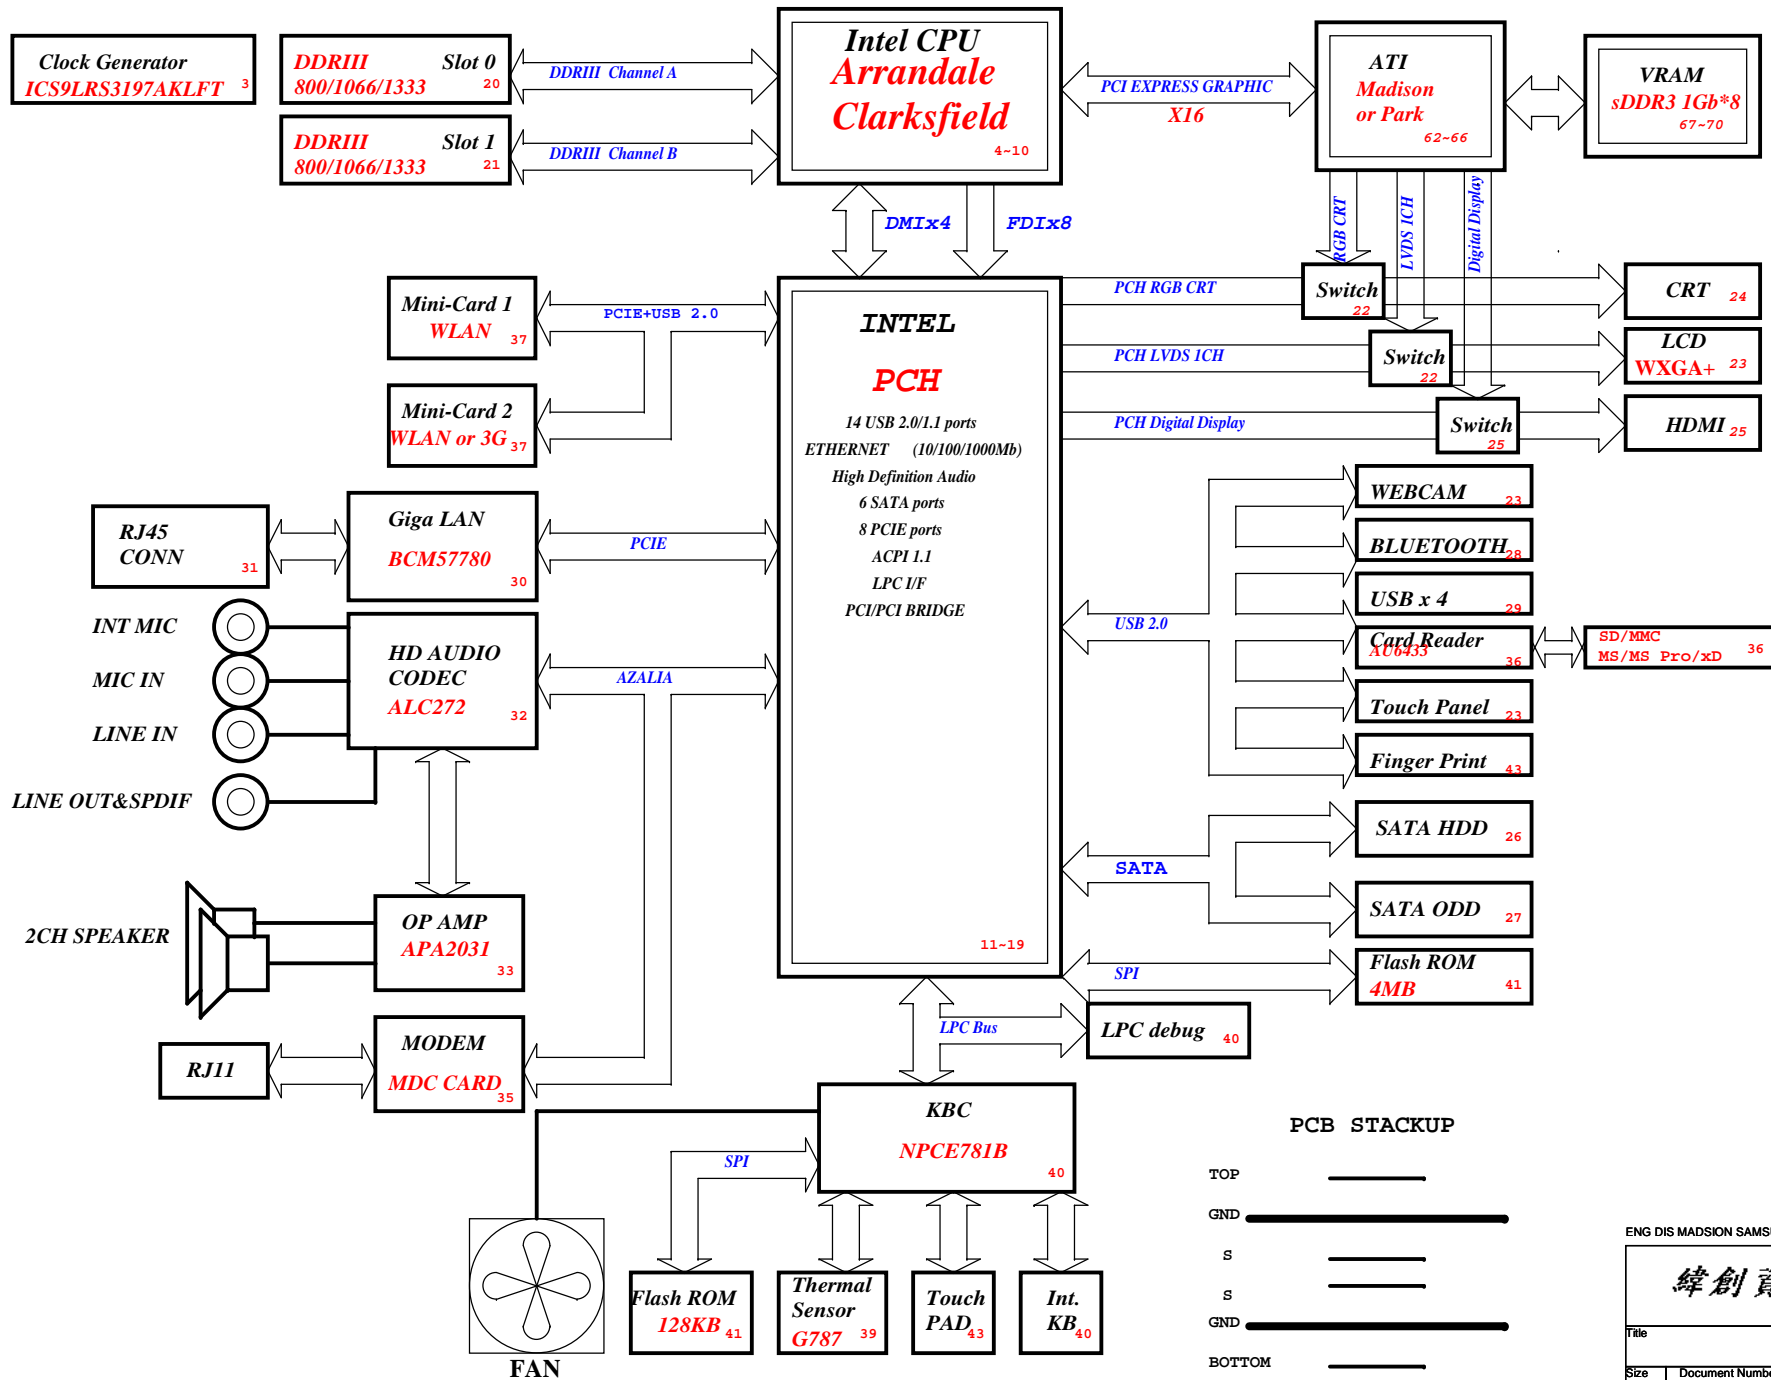 Clock Generator
ICS9LRS3197AKLFT 3
DDRIII Slot 0
800/1066/1333 20
DDRIII Channel A
DDRIII Slot 1
800/1066/1333 21
DDRIII Channel B
Intel CPU
Arrandale
Clarksfield
4~10
PCI EXPRESS GRAPHIC
X16
ATI
Madison
or Park
62~66
VRAM
sDDR3 1Gb*8
67~70
DMIx4
FDIx8
RGB CRT
LVDS 1CH
Digital Display
Mini-Card 1
WLAN
37
PCIE+USB 2.0
Mini-Card 2
WLAN or 3G 37
INTEL
PCH
14 USB 2.0/1.1 ports
ETHERNET (10/100/1000Mb)
High Definition Audio
6 SATA ports
8 PCIE ports
ACPI 1.1
LPC I/F
PCI/PCI BRIDGE
11~19
PCH RGB CRT
Switch
22
CRT 24
PCH LVDS 1CH
Switch
22
LCD
WXGA+ 23
PCH Digital Display
Switch
25
HDMI 25
RJ45
CONN
31
Giga LAN
BCM57780
30
PCIE
INT MIC
MIC IN
LINE IN
LINE OUT&SPDIF
HD AUDIO
CODEC
ALC272 32
AZALIA
USB 2.0
WEBCAM 23
BLUETOOTH 28
USB x 4 29
Card Reader
AU6433 36
SD/MMC
MS/MS Pro/xD 36
Touch Panel 23
Finger Print 43
SATA
SATA HDD 26
SATA ODD 27
2CH SPEAKER
OP AMP
APA2031
33
SPI
Flash ROM
4MB 41
RJ11
MODEM
MDC CARD 35
LPC Bus
LPC debug 40
KBC
NPCE781B
40
SPI
FAN
Flash ROM
128KB 41
Thermal
Sensor
G787 39
Touch
PAD 43
Int.
KB 40
PCB STACKUP
TOP
GND
S
S
GND
BOTTOM
ENG DIS MADSION SAMS
緯創
Title
Size Document Numbe